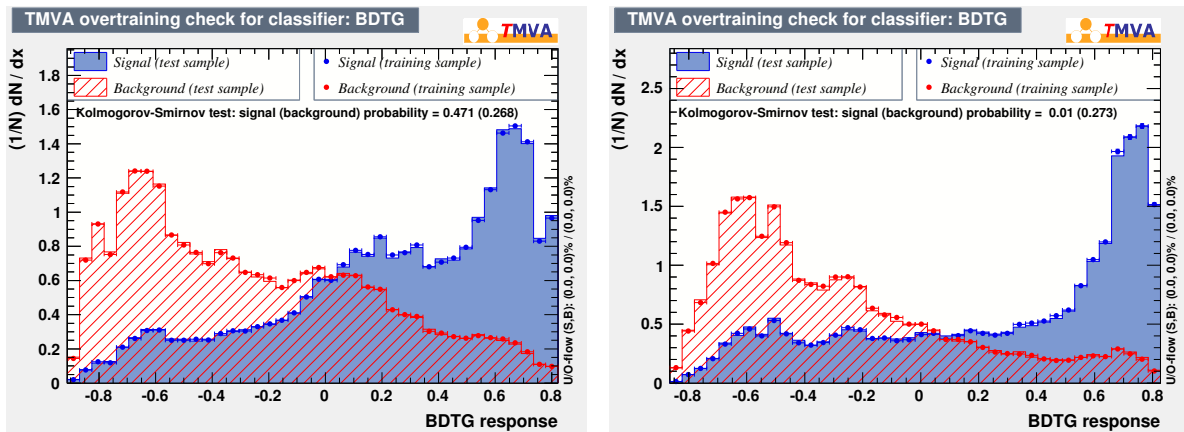 TMVA overtraining check for classifier: BDTG
TMVA
Signal (test sample)
Background (test sample)
Signal (training sample)
Background (training sample)
Kolmogorov-Smirnov test: signal (background) probability = 0.471 (0.268)
(1/N) dN / dx
1.8
1.6
1.4
1.2
1
0.8
0.6
0.4
0.2
0
-0.8 -0.6 -0.4 -0.2 0 0.2 0.4 0.6 0.8
BDTG response
U/O-flow (S,B): (0.0, 0.0)% / (0.0, 0.0)%
TMVA overtraining check for classifier: BDTG
TMVA
Signal (test sample)
Background (test sample)
Signal (training sample)
Background (training sample)
Kolmogorov-Smirnov test: signal (background) probability = 0.01 (0.273)
(1/N) dN / dx
2.5
2
1.5
1
0.5
0
-0.8 -0.6 -0.4 -0.2 0 0.2 0.4 0.6 0.8
BDTG response
U/O-flow (S,B): (0.0, 0.0)% / (0.0, 0.0)%